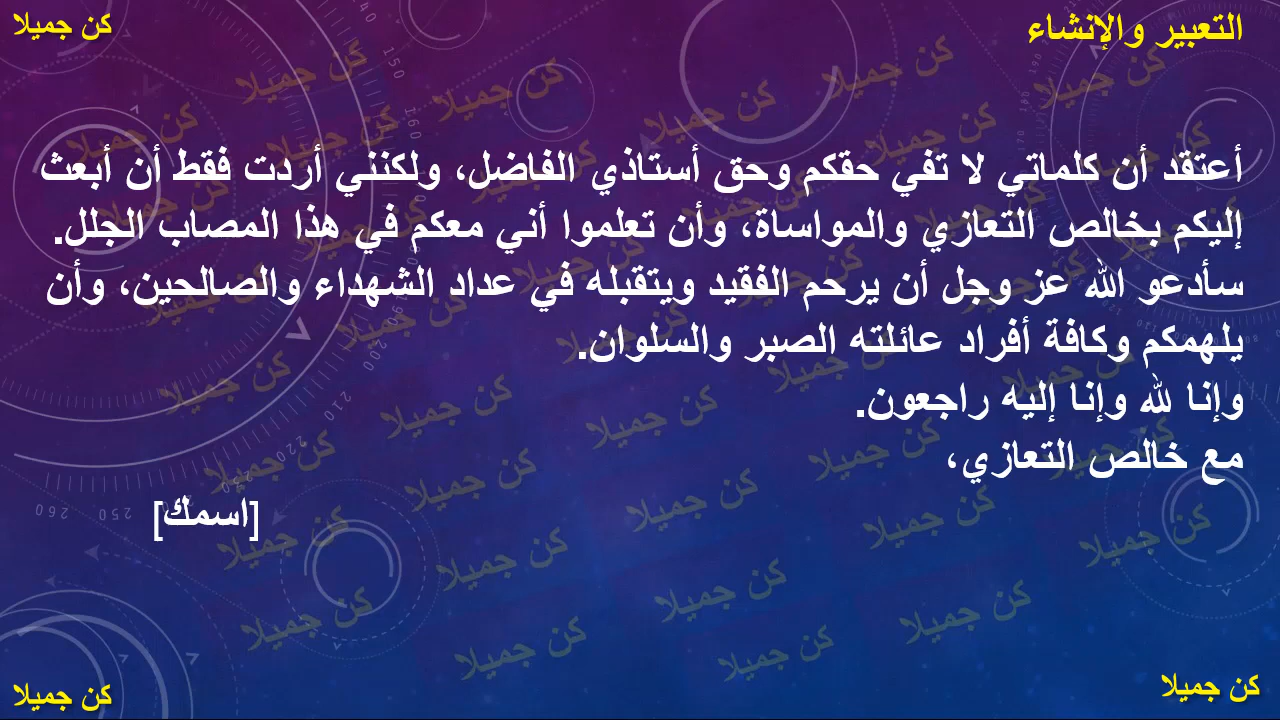 التعبير والإنشاء
كن جميلا
أعتقد أن كلماتي لا تفي حقكم وحق أستاذي الفاضل، ولكنني أردت فقط أن أبعث
إليكم بخالص التعازي والمواساة، وأن تعلموا أني معكم في هذا المصاب الجلل.
سأدعو الله عز وجل أن يرحم الفقيد ويتقبله في عداد الشهداء والصالحين، وأن
يلهمكم وكافة أفراد عائلته الصبر والسلوان.
وإنا لله وإنا إليه راجعون.
مع خالص التعازي،
[اسمك]
كن جميلا
كن جميلا